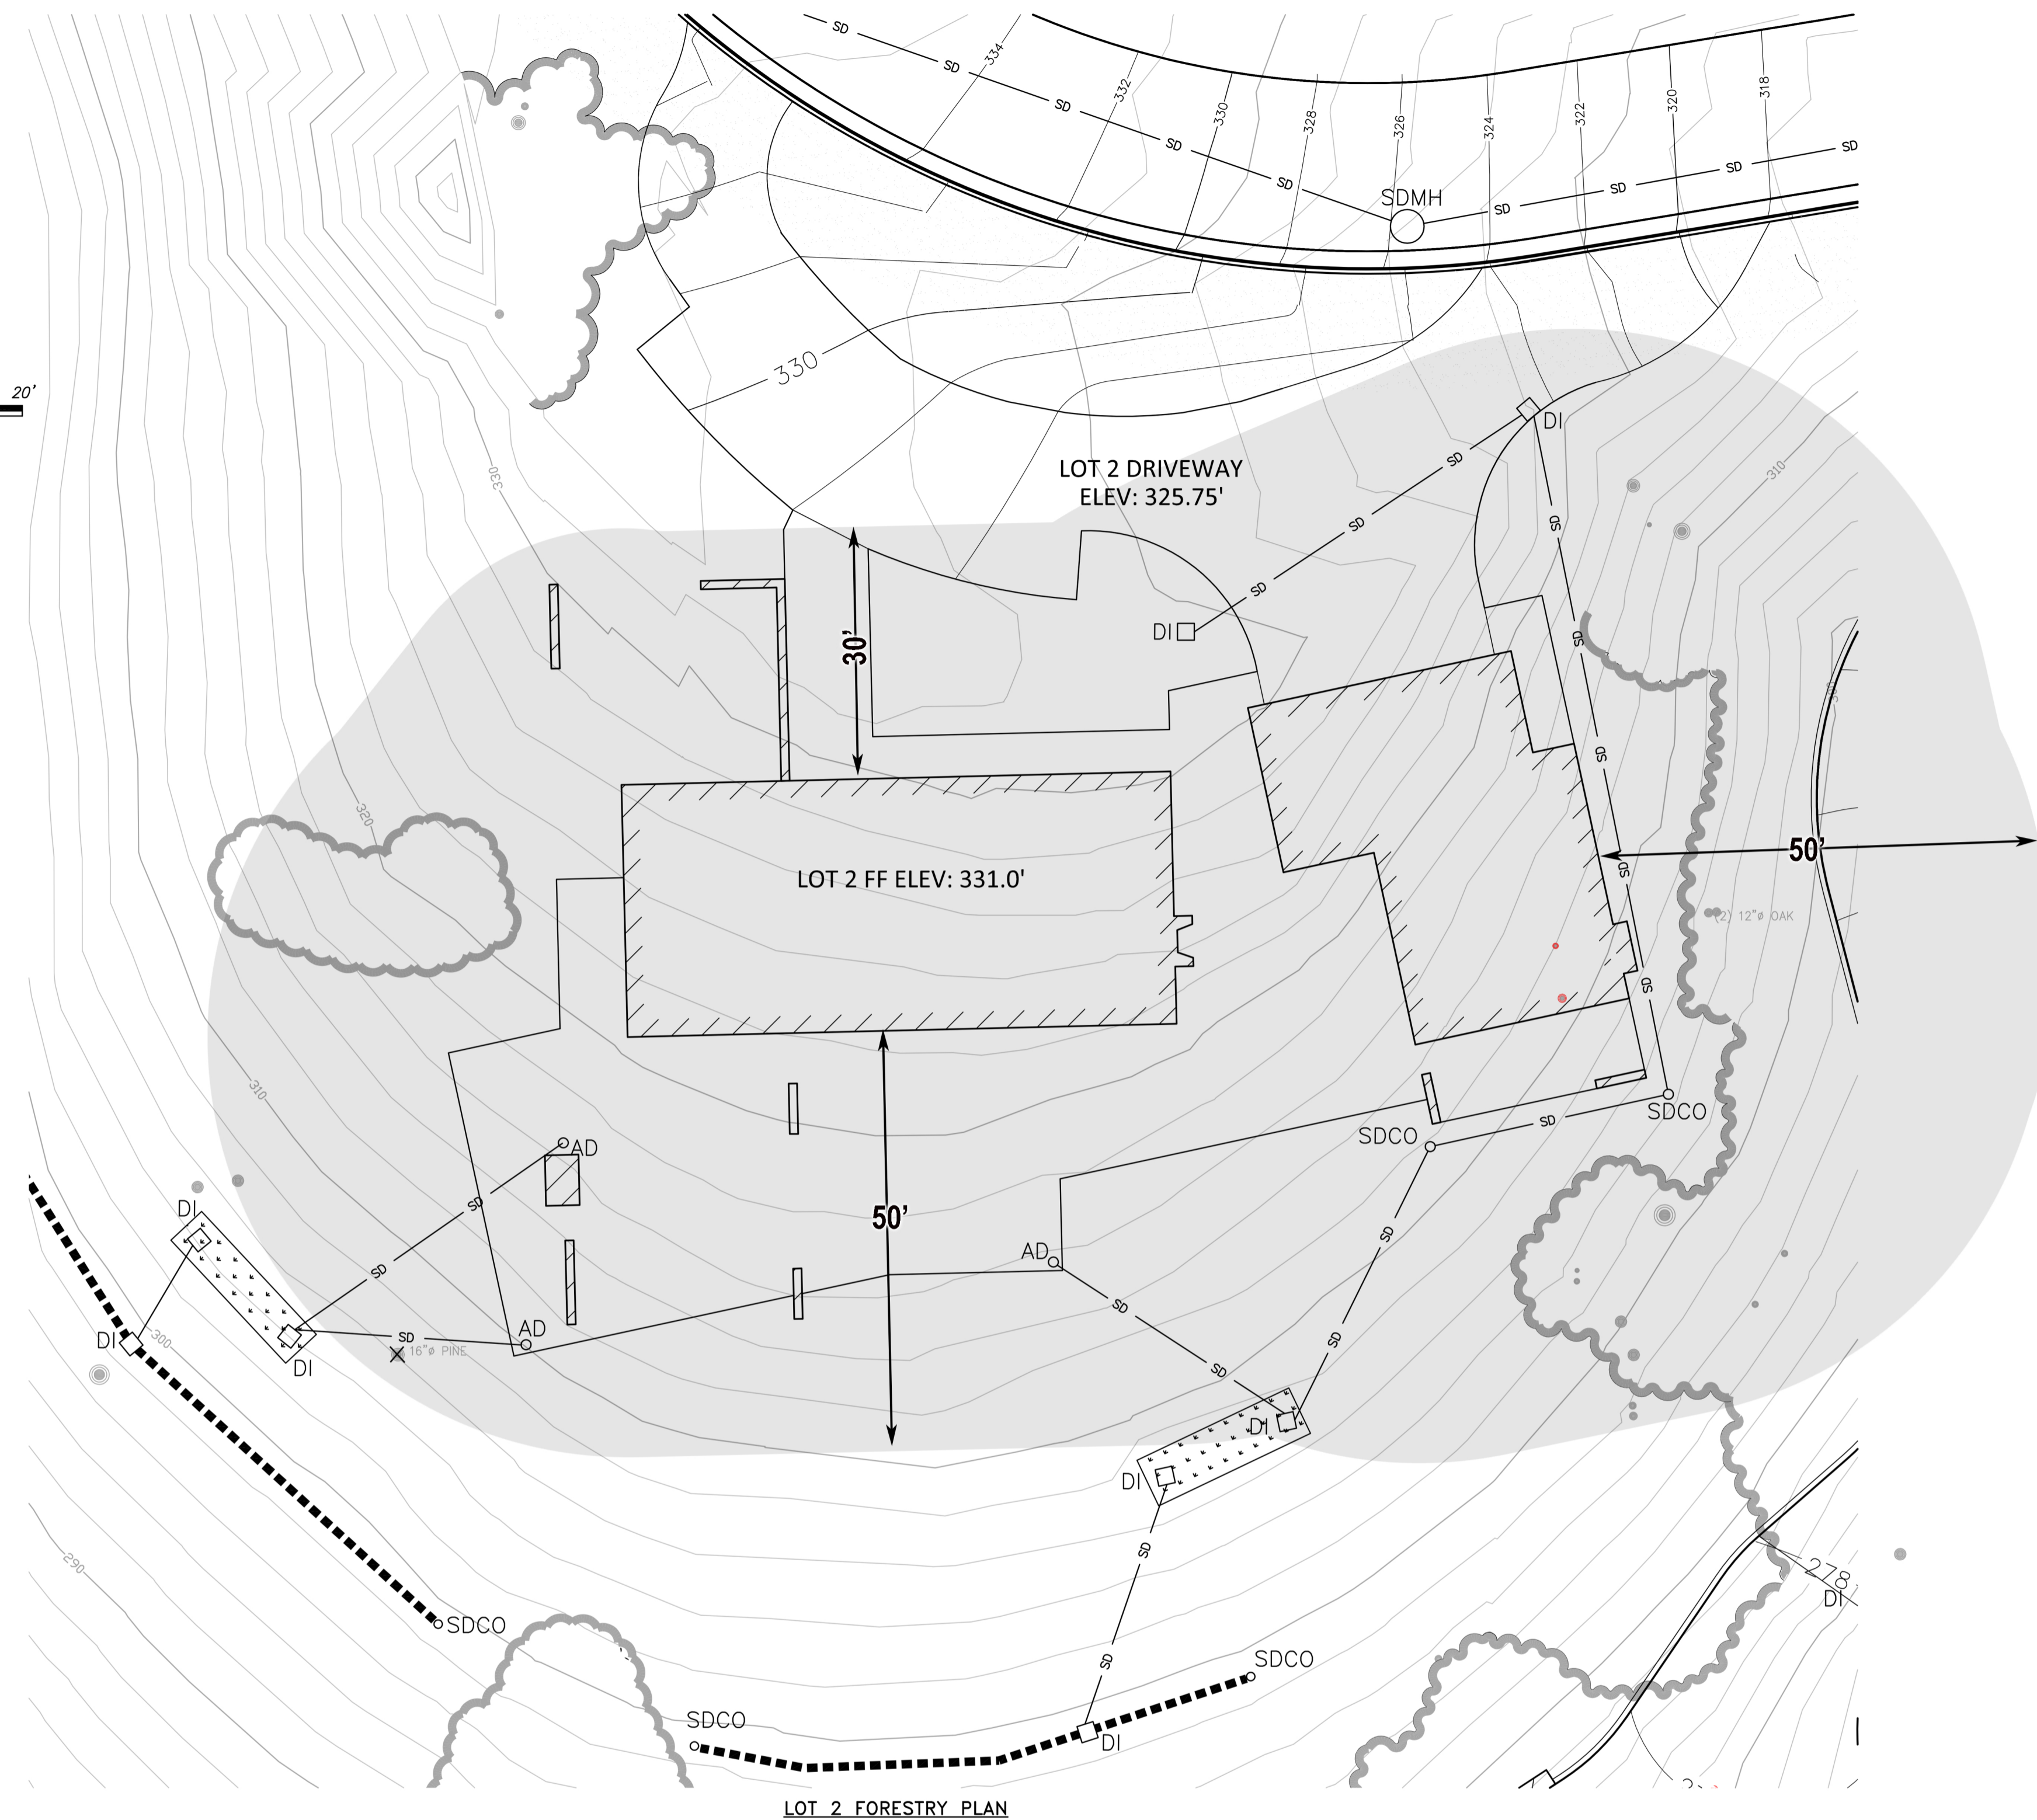 SD
SD
SD
SD
SD
334
332
330
328
326
324
322
320
318
SDMH
SD
SD
SD
SD
20'
330
330
LOT 2 DRIVEWAY
ELEV: 325.75'
DI
SD
SD
SD
DI
310
SD
SD
SD
SD
SD
30'
320
50'
LOT 2 FF ELEV: 331.0'
(2) 12"ø OAK
310
SDCO
SDCO
SD
AD
SD
SD
DI
DI
50'
AD
SD
SD
SD
SD
AD
SD
16"ø PINE
DI
300
DI
DI
DI
SD
290
278
DI
SDCO
SD
SDCO
SDCO
DI
LOT 2 FORESTRY PLAN